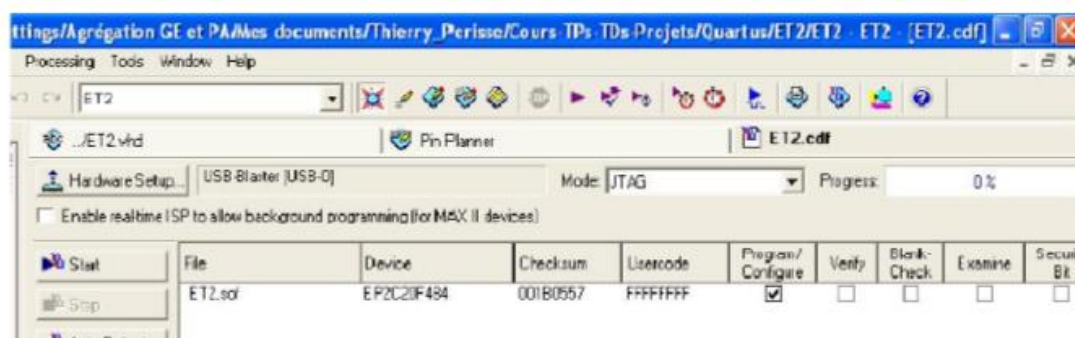 ttings/Agrégation GE et PA/Mes documents/Thierry_Perisse/Cours-TPs-TDs-Projets/Quartus/ET2/ET2 - ET2 - [ET2.cdf]
Processing Tools Window Help
ET2
.../ET2.vhd Pin Planner ET2.cdf
Hardware Setup... USB-Blaster [USB-0] Mode: JTAG Progress: 0 %
Enable real-time ISP to allow background programming (for MAX II devices)
Start File Device Checksum Usercode Program/ Configure Verify Blank- Check Examine Securi Bit
Stop ET2.sof EP2C20F484 001B0557 FFFFFFFF